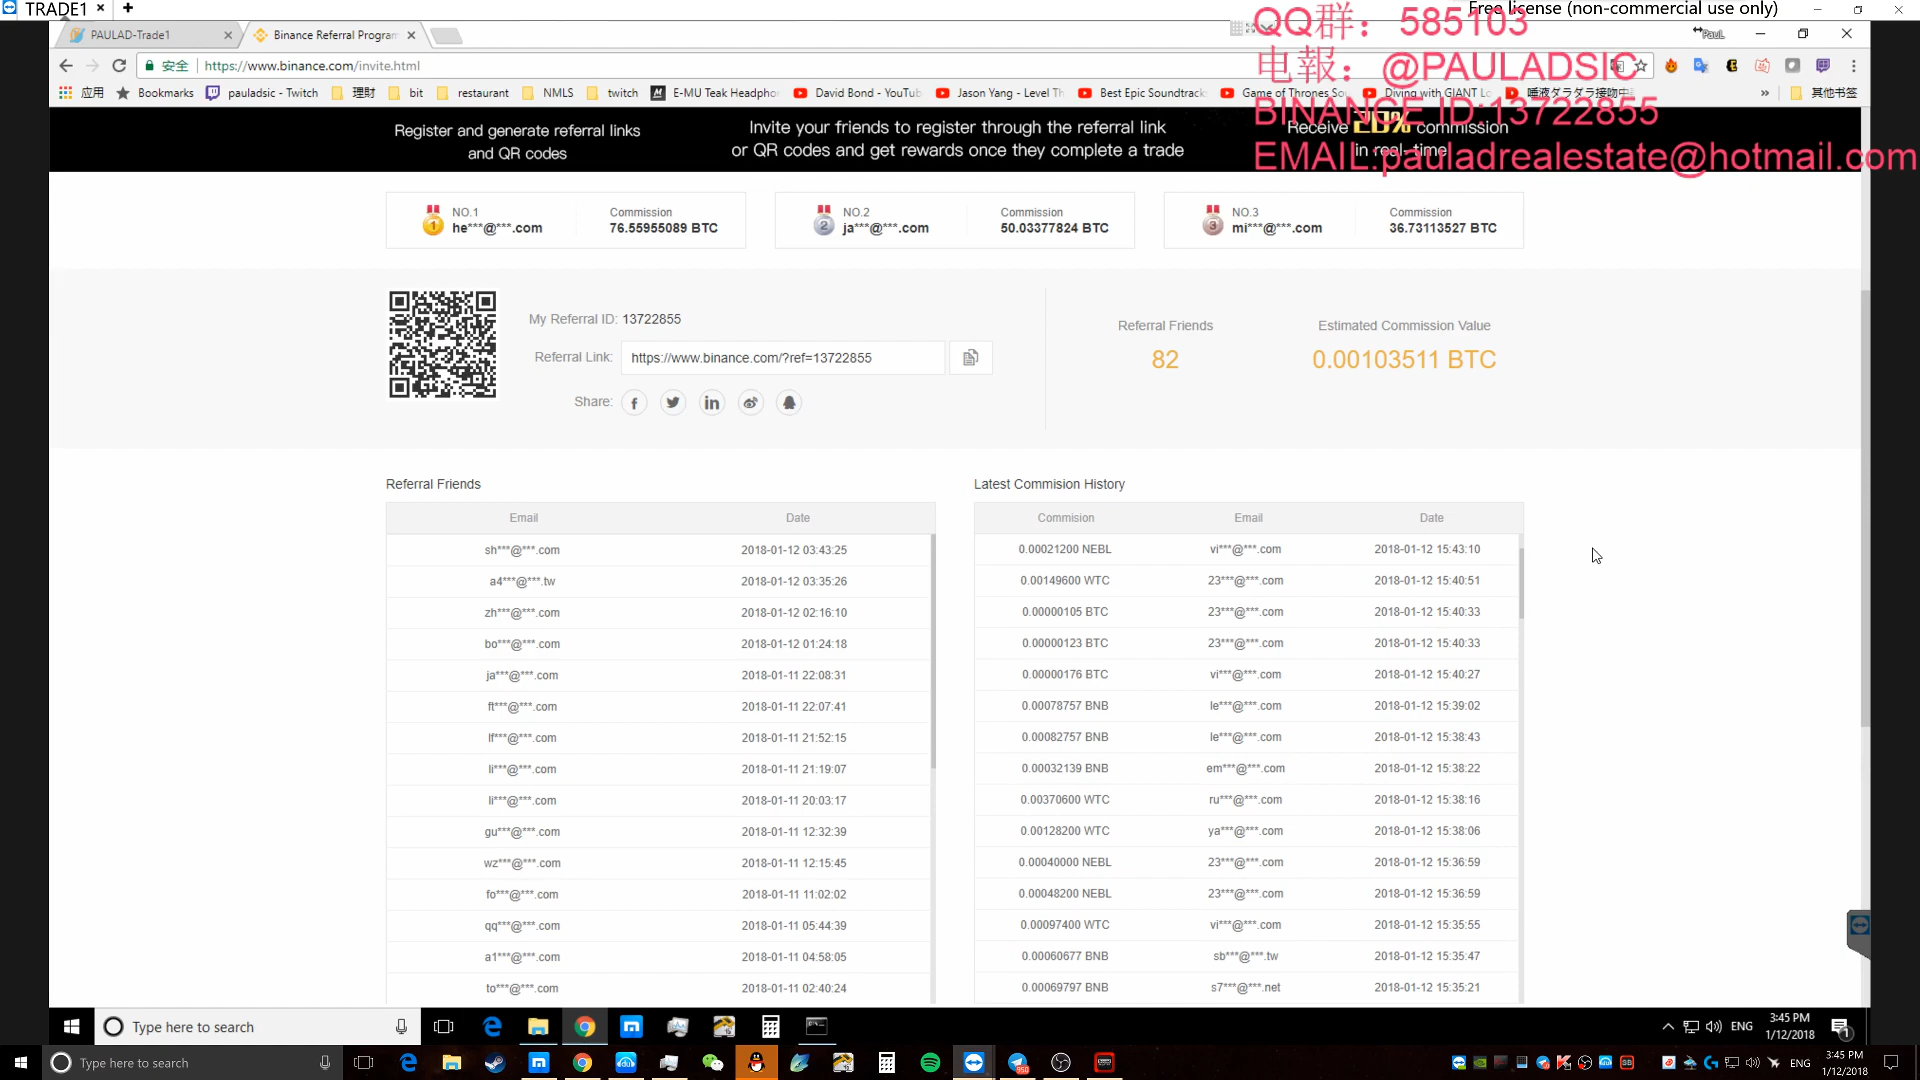 TRADE1
Free license (non-commercial use only)
PAULAD-Trade1
Binance Referral Program
PauL
安全
https://www.binance.com/invite.html
应用
Bookmarks
pauladsic - Twitch
理財
bit
restaurant
NMLS
twitch
E-MU Teak Headpho
David Bond - YouTub
Jason Yang - Level Th
Best Epic Soundtrack
Game of Thrones So
Diving with GIANT Lo
唾液ダラダラ接吻中
»
其他书签
QQ群：585103
电報：@PAULADSIC
BINANCE ID:13722855
EMAIL:pauladrealestate@hotmail.com
Register and generate referral links
and QR codes
Invite your friends to register through the referral link
or QR codes and get rewards once they complete a trade
Receive 20% commission
in real-time
NO.1
he***@***.com
Commission
76.55955089 BTC
NO.2
ja***@***.com
Commission
50.03377824 BTC
NO.3
mi***@***.com
Commission
36.73113527 BTC
My Referral ID: 13722855
Referral Link: https://www.binance.com/?ref=13722855
Share:
Referral Friends
82
Estimated Commission Value
0.00103511 BTC
Referral Friends
Email Date
sh***@***.com 2018-01-12 03:43:25
a4***@***.tw 2018-01-12 03:35:26
zh***@***.com 2018-01-12 02:16:10
bo***@***.com 2018-01-12 01:24:18
ja***@***.com 2018-01-11 22:08:31
ft***@***.com 2018-01-11 22:07:41
lf***@***.com 2018-01-11 21:52:15
li***@***.com 2018-01-11 21:19:07
li***@***.com 2018-01-11 20:03:17
gu***@***.com 2018-01-11 12:32:39
wz***@***.com 2018-01-11 12:15:45
fo***@***.com 2018-01-11 11:02:02
qq***@***.com 2018-01-11 05:44:39
a1***@***.com 2018-01-11 04:58:05
to***@***.com 2018-01-11 02:40:24
Latest Commision History
Commision Email Date
0.00021200 NEBL vi***@***.com 2018-01-12 15:43:10
0.00149600 WTC 23***@***.com 2018-01-12 15:40:51
0.00000105 BTC 23***@***.com 2018-01-12 15:40:33
0.00000123 BTC 23***@***.com 2018-01-12 15:40:33
0.00000176 BTC vi***@***.com 2018-01-12 15:40:27
0.00078757 BNB le***@***.com 2018-01-12 15:39:02
0.00082757 BNB le***@***.com 2018-01-12 15:38:43
0.00032139 BNB em***@***.com 2018-01-12 15:38:22
0.00370600 WTC ru***@***.com 2018-01-12 15:38:16
0.00128200 WTC ya***@***.com 2018-01-12 15:38:06
0.00040000 NEBL 23***@***.com 2018-01-12 15:36:59
0.00048200 NEBL 23***@***.com 2018-01-12 15:36:59
0.00097400 WTC vi***@***.com 2018-01-12 15:35:55
0.00060677 BNB sb***@***.tw 2018-01-12 15:35:47
0.00069797 BNB s7***@***.net 2018-01-12 15:35:21
Type here to search
ENG
3:45 PM
1/12/2018
Type here to search
ENG
3:45 PM
1/12/2018